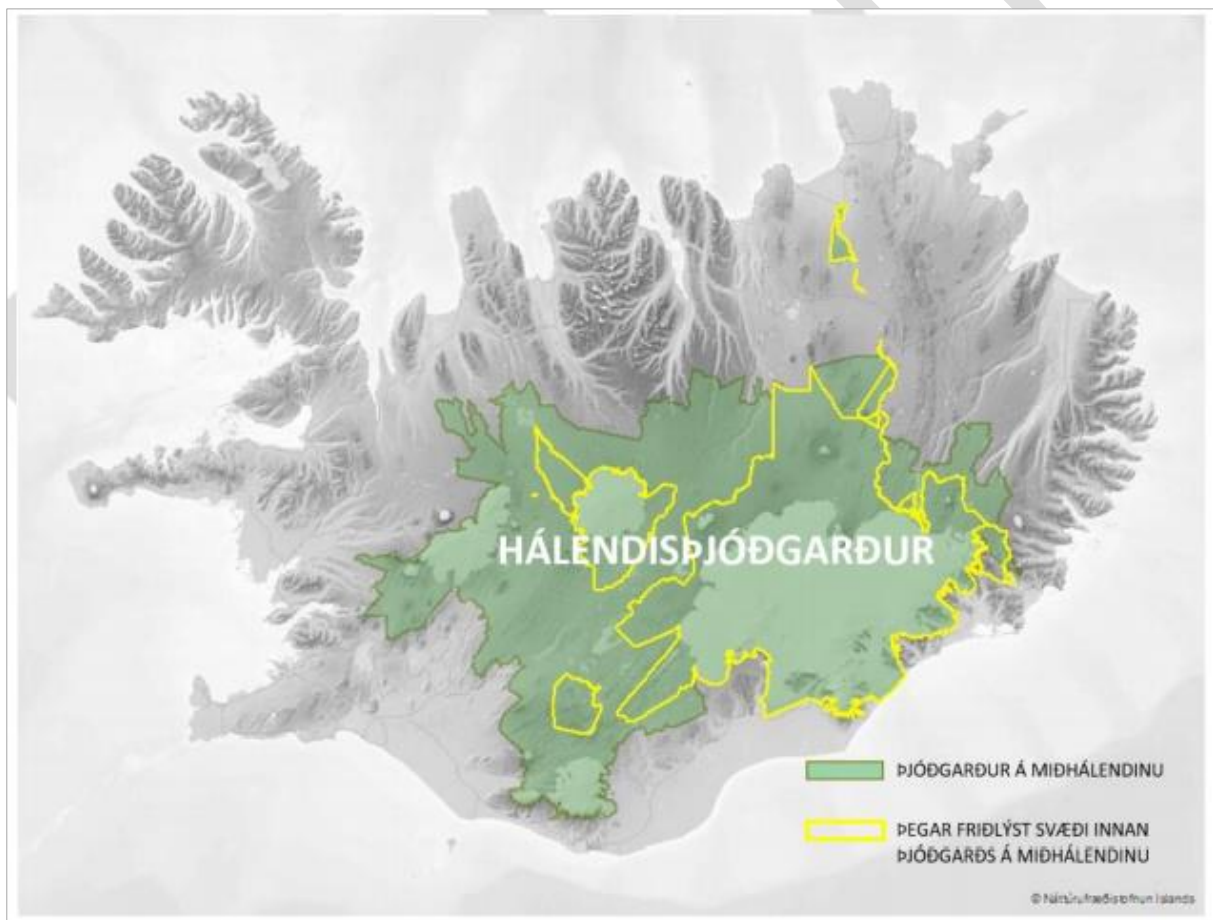 HÁLENDISÞJÓÐGARÐUR
ÞJÓÐGARÐUR Á MIÐHÁLENDINU
ÞEGAR FRIÐLÝST SVÆÐI INNAN
ÞJÓÐGARÐS Á MIÐHÁLENDINU
© Náttúrufræðistofnun Íslands